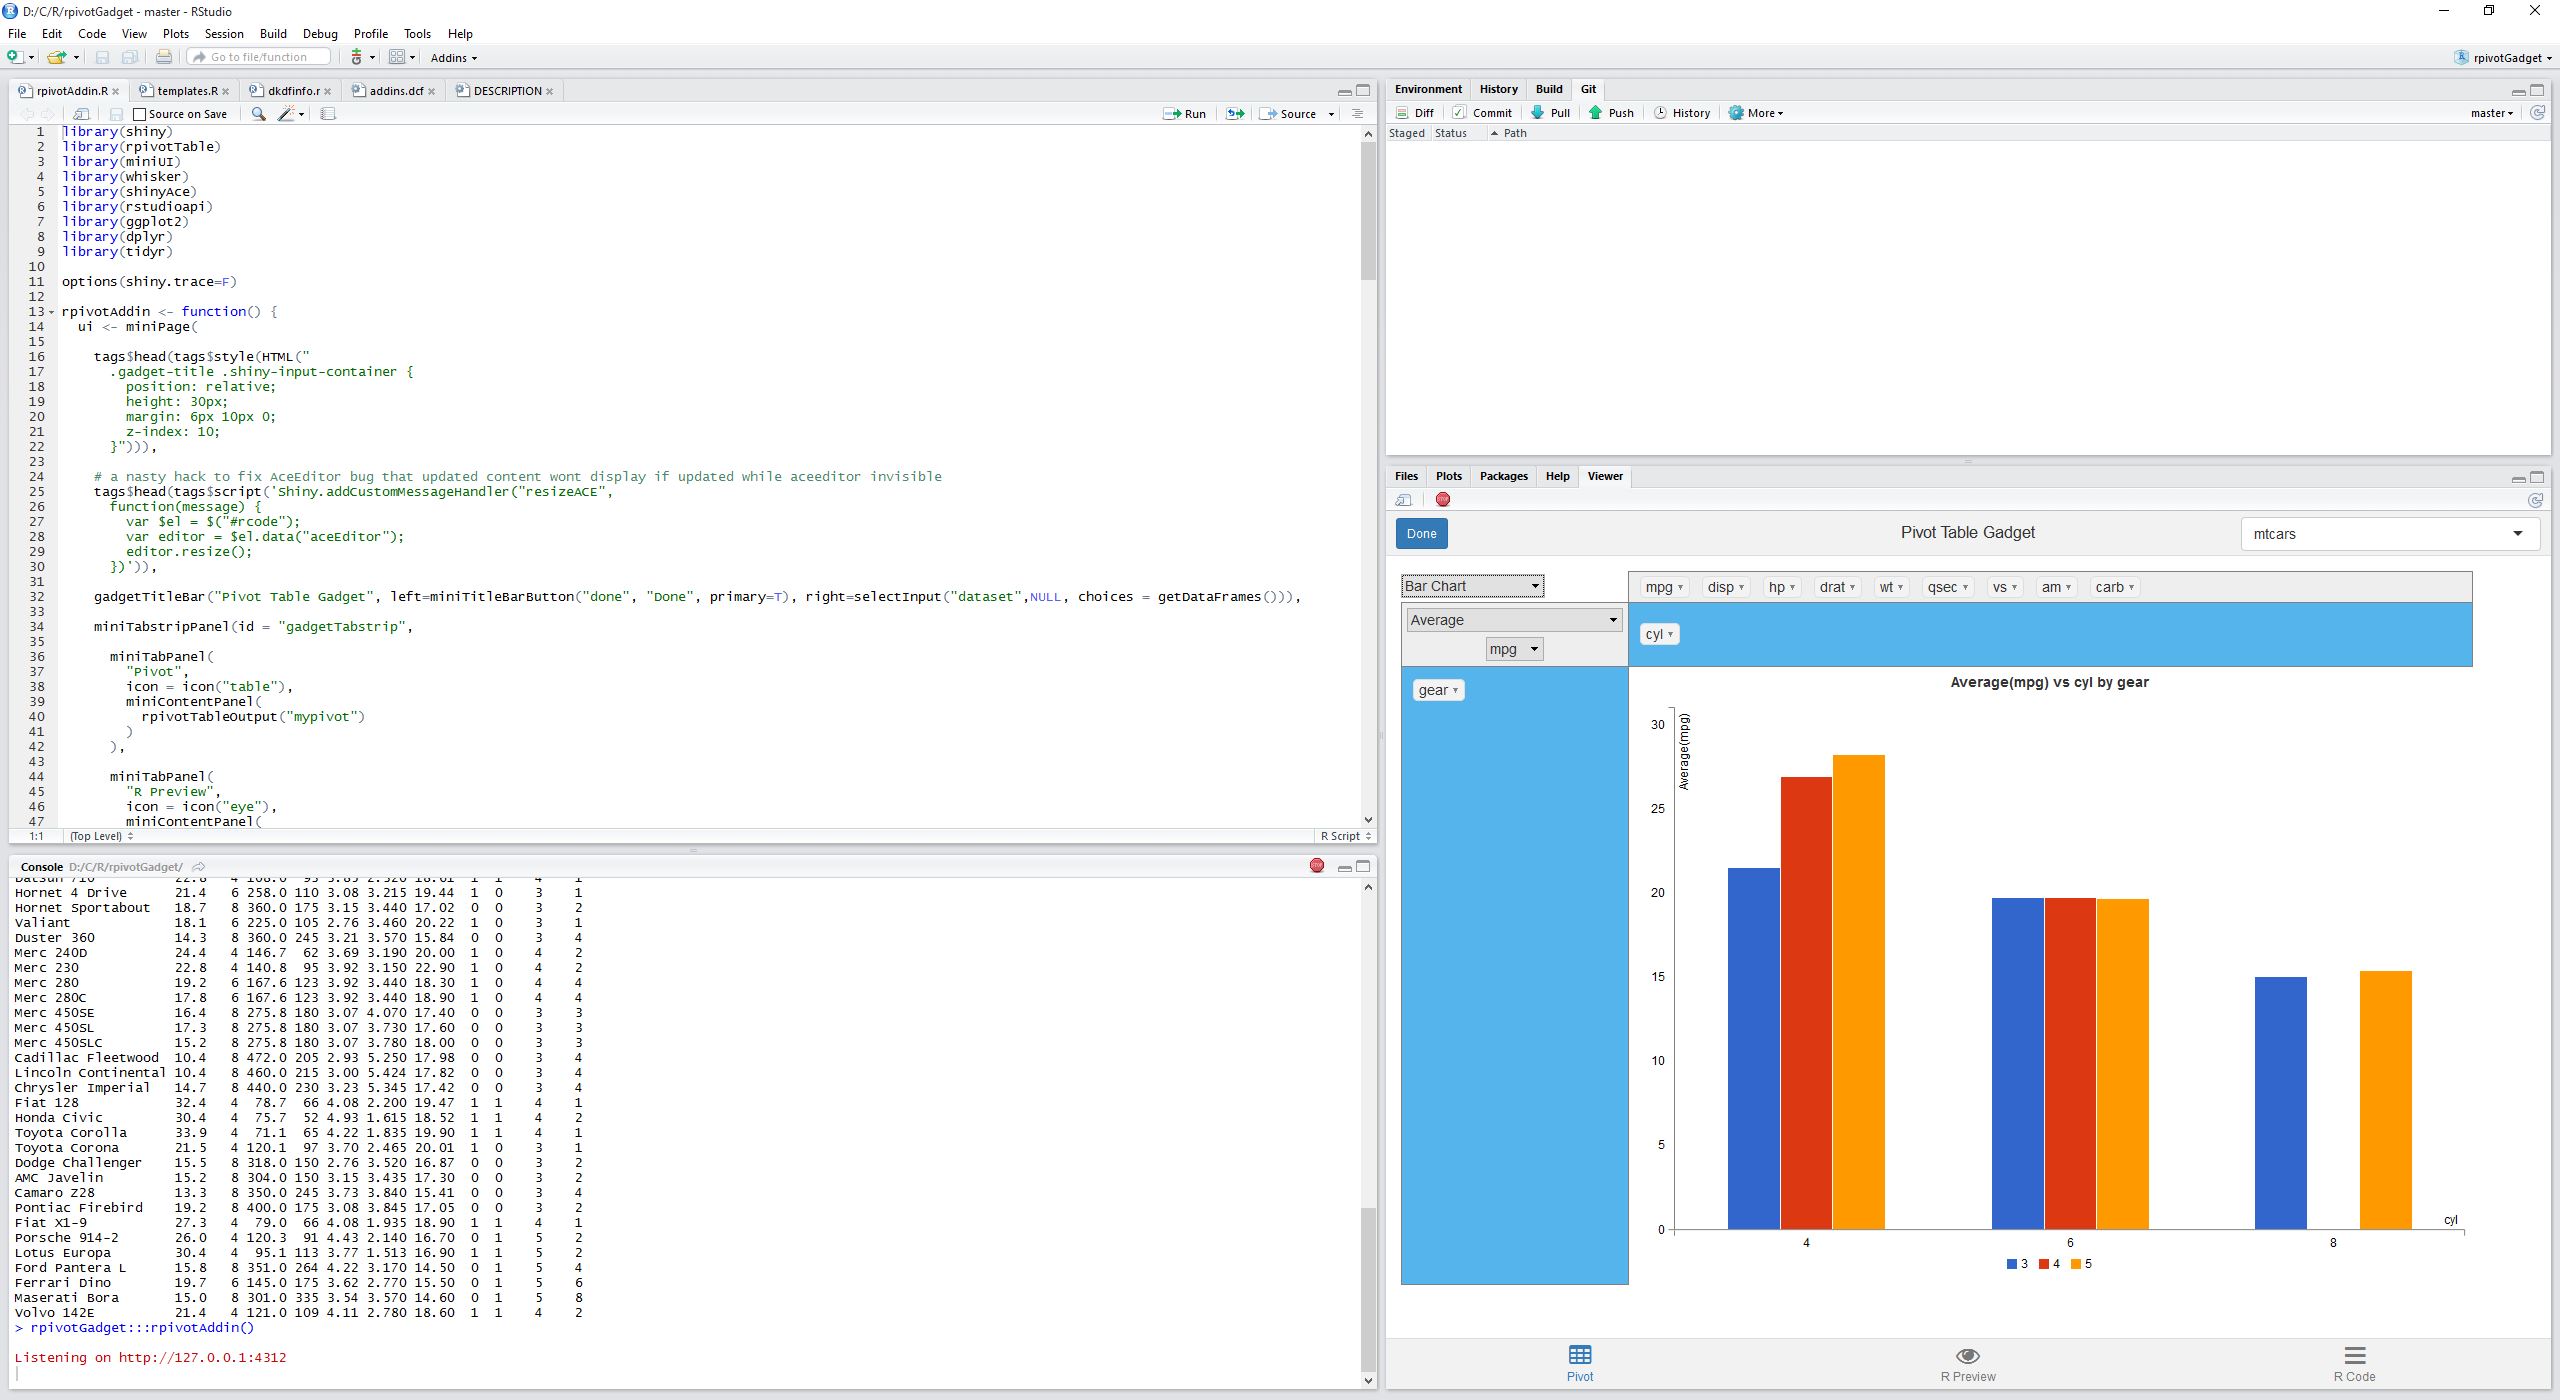 D:/C/R/rpivotGadget - master - RStudio
File Edit Code View Plots Session Build Debug Profile Tools Help
Go to file/function Addins rpivotGadget
rpivotAddin.R templates.R dkdfinfo.r addins.dcf DESCRIPTION
Source on Save Run Source
1 library(shiny)
2 library(rpivotTable)
3 library(miniUI)
4 library(whisker)
5 library(shinyAce)
6 library(rstudioapi)
7 library(ggplot2)
8 library(dplyr)
9 library(tidyr)
10
11 options(shiny.trace=F)
12
13 rpivotAddin <- function() {
14 ui <- miniPage(
15
16 tags$head(tags$style(HTML("
17 .gadget-title .shiny-input-container {
18 position: relative;
19 height: 30px;
20 margin: 6px 10px 0;
21 z-index: 10;
22 }"))),
23
24 # a nasty hack to fix AceEditor bug that updated content wont display if updated while aceeditor invisible
25 tags$head(tags$script('Shiny.addCustomMessageHandler("resizeACE",
26 function(message) {
27 var $el = $("#rcode");
28 var editor = $el.data("aceEditor");
29 editor.resize();
30 })')),
31
32 gadgetTitleBar("Pivot Table Gadget", left=miniTitleBarButton("done", "Done", primary=T), right=selectInput("dataset",NULL, choices = getDataFrames())),
33
34 miniTabstripPanel(id = "gadgetTabstrip",
35
36 miniTabPanel(
37 "Pivot",
38 icon = icon("table"),
39 miniContentPanel(
40 rpivotTableOutput("mypivot")
41 )
42 ),
43
44 miniTabPanel(
45 "R Preview",
46 icon = icon("eye"),
47 miniContentPanel(
1:1 (Top Level) R Script
Console D:/C/R/rpivotGadget/
Datsun 710 22.8 4 108.0 93 3.85 2.320 18.61 1 1 4 1
Hornet 4 Drive 21.4 6 258.0 110 3.08 3.215 19.44 1 0 3 1
Hornet Sportabout 18.7 8 360.0 175 3.15 3.440 17.02 0 0 3 2
Valiant 18.1 6 225.0 105 2.76 3.460 20.22 1 0 3 1
Duster 360 14.3 8 360.0 245 3.21 3.570 15.84 0 0 3 4
Merc 240D 24.4 4 146.7 62 3.69 3.190 20.00 1 0 4 2
Merc 230 22.8 4 140.8 95 3.92 3.150 22.90 1 0 4 2
Merc 280 19.2 6 167.6 123 3.92 3.440 18.30 1 0 4 4
Merc 280C 17.8 6 167.6 123 3.92 3.440 18.90 1 0 4 4
Merc 450SE 16.4 8 275.8 180 3.07 4.070 17.40 0 0 3 3
Merc 450SL 17.3 8 275.8 180 3.07 3.730 17.60 0 0 3 3
Merc 450SLC 15.2 8 275.8 180 3.07 3.780 18.00 0 0 3 3
Cadillac Fleetwood 10.4 8 472.0 205 2.93 5.250 17.98 0 0 3 4
Lincoln Continental 10.4 8 460.0 215 3.00 5.424 17.82 0 0 3 4
Chrysler Imperial 14.7 8 440.0 230 3.23 5.345 17.42 0 0 3 4
Fiat 128 32.4 4 78.7 66 4.08 2.200 19.47 1 1 4 1
Honda Civic 30.4 4 75.7 52 4.93 1.615 18.52 1 1 4 2
Toyota Corolla 33.9 4 71.1 65 4.22 1.835 19.90 1 1 4 1
Toyota Corona 21.5 4 120.1 97 3.70 2.465 20.01 1 0 3 1
Dodge Challenger 15.5 8 318.0 150 2.76 3.520 16.87 0 0 3 2
AMC Javelin 15.2 8 304.0 150 3.15 3.435 17.30 0 0 3 2
Camaro Z28 13.3 8 350.0 245 3.73 3.840 15.41 0 0 3 4
Pontiac Firebird 19.2 8 400.0 175 3.08 3.845 17.05 0 0 3 2
Fiat X1-9 27.3 4 79.0 66 4.08 1.935 18.90 1 1 4 1
Porsche 914-2 26.0 4 120.3 91 4.43 2.140 16.70 0 1 5 2
Lotus Europa 30.4 4 95.1 113 3.77 1.513 16.90 1 1 5 2
Ford Pantera L 15.8 8 351.0 264 4.22 3.170 14.50 0 1 5 4
Ferrari Dino 19.7 6 145.0 175 3.62 2.770 15.50 0 1 5 6
Maserati Bora 15.0 8 301.0 335 3.54 3.570 14.60 0 1 5 8
Volvo 142E 21.4 4 121.0 109 4.11 2.780 18.60 1 1 4 2
> rpivotGadget:::rpivotAddin()
Listening on http://127.0.0.1:4312
Environment History Build Git
Diff Commit Pull Push History More master
Staged Status Path
Files Plots Packages Help Viewer
STOP
Done Pivot Table Gadget mtcars
Bar Chart mpg disp hp drat wt qsec vs am carb
Average
mpg
cyl
gear
Average(mpg) vs cyl by gear
Average(mpg)
30
25
20
15
10
5
0
cyl
4 6 8
3 4 5
Pivot R Preview R Code